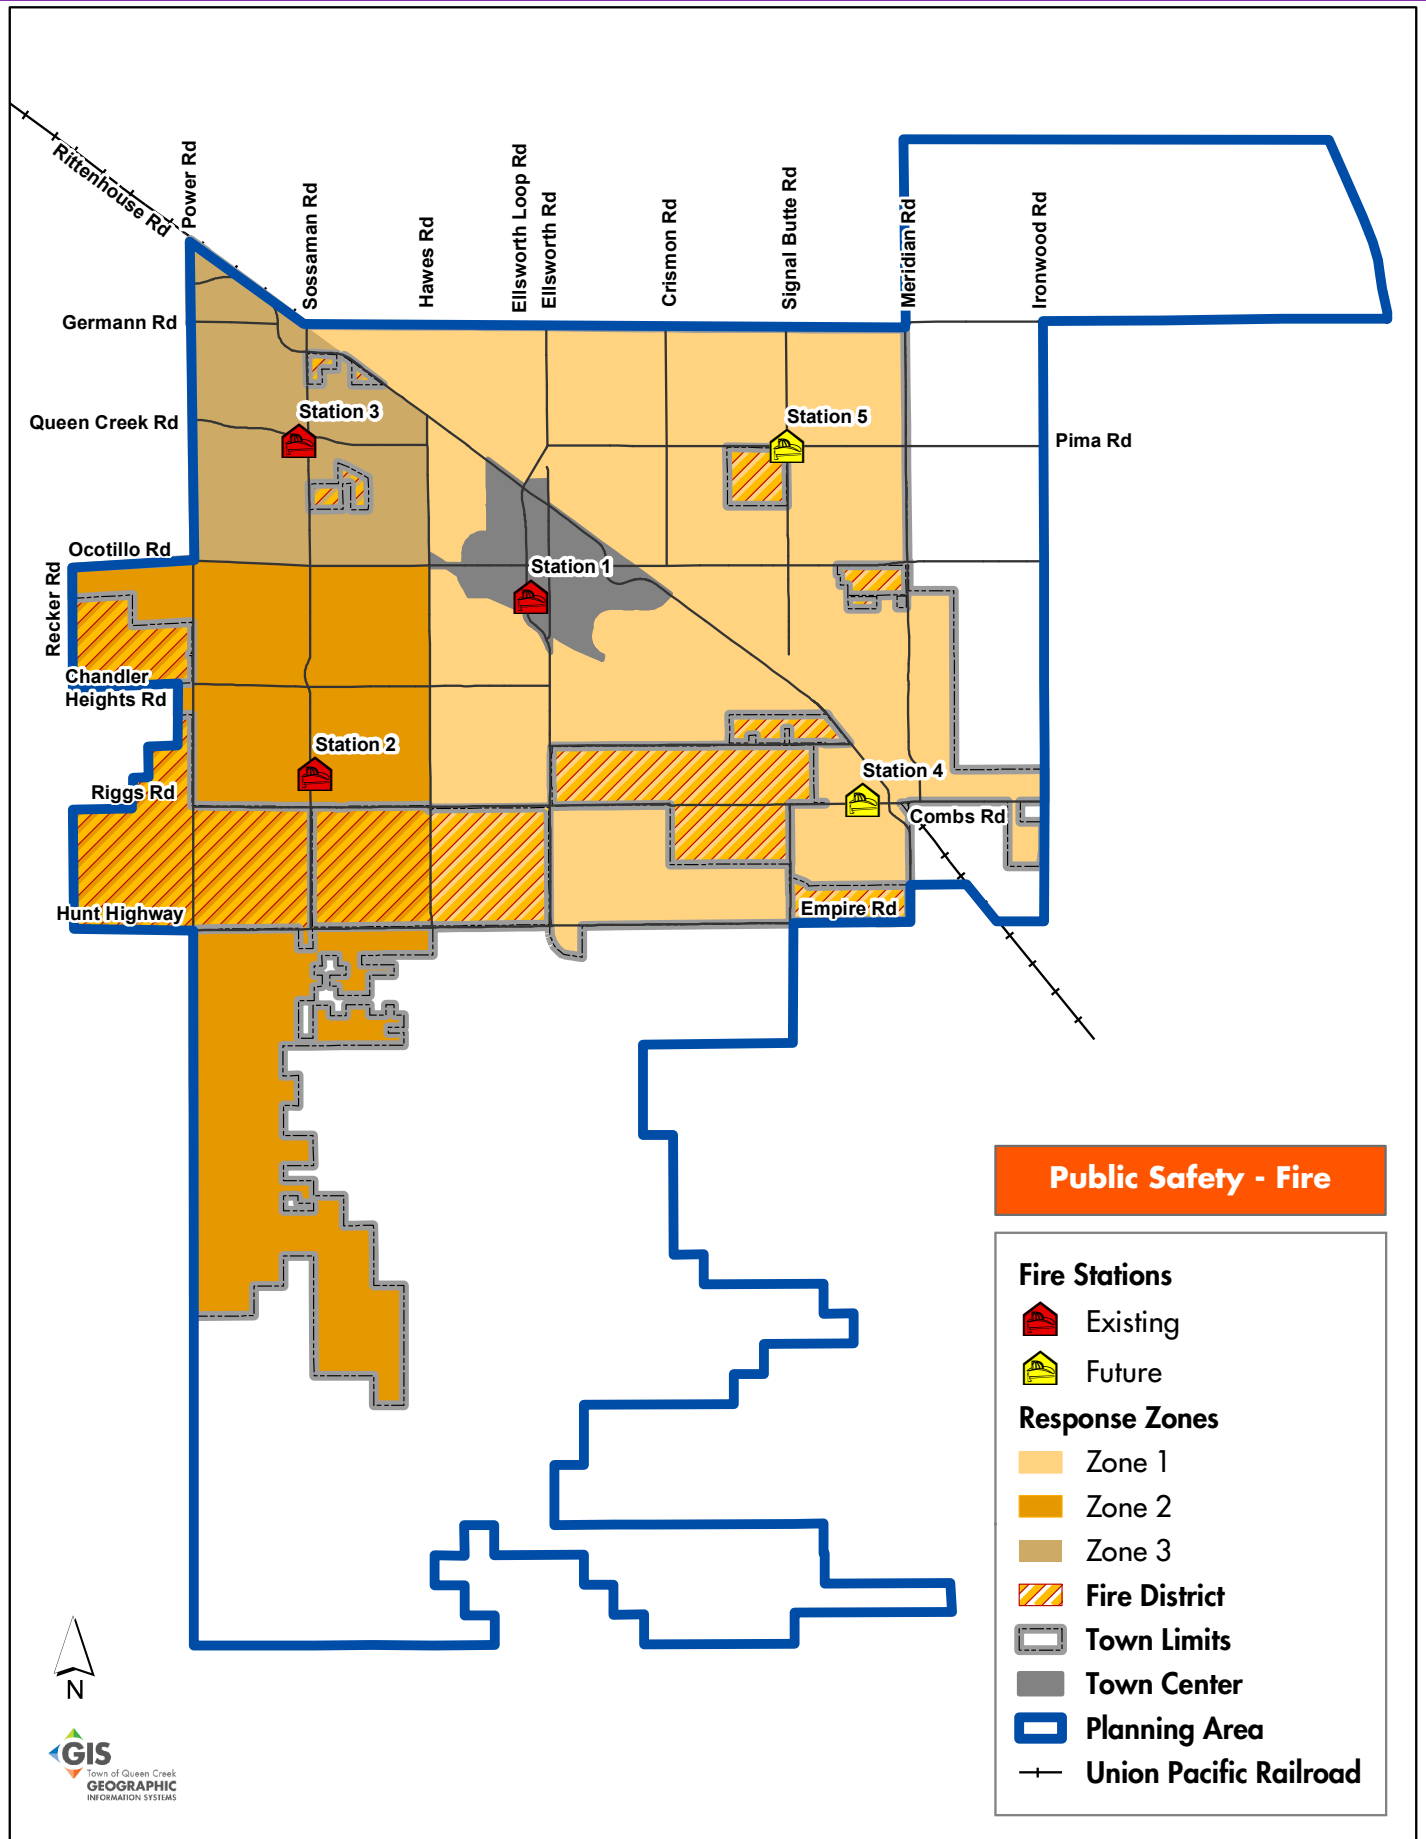 Rittenhouse Rd
Power Rd
Sossaman Rd
Hawes Rd
Ellsworth Loop Rd
Ellsworth Rd
Crismon Rd
Signal Butte Rd
Meridian Rd
Ironwood Rd
Germann Rd
Queen Creek Rd
Station 3
Station 5
Pima Rd
Ocotillo Rd
Recker Rd
Station 1
Chandler
Heights Rd
Station 2
Station 4
Riggs Rd
Combs Rd
Hunt Highway
Empire Rd
Public Safety - Fire
Fire Stations
Existing
Future
Response Zones
Zone 1
Zone 2
Zone 3
Fire District
Town Limits
Town Center
Planning Area
Union Pacific Railroad
N
GIS
Town of Queen Creek
GEOGRAPHIC
INFORMATION SYSTEMS